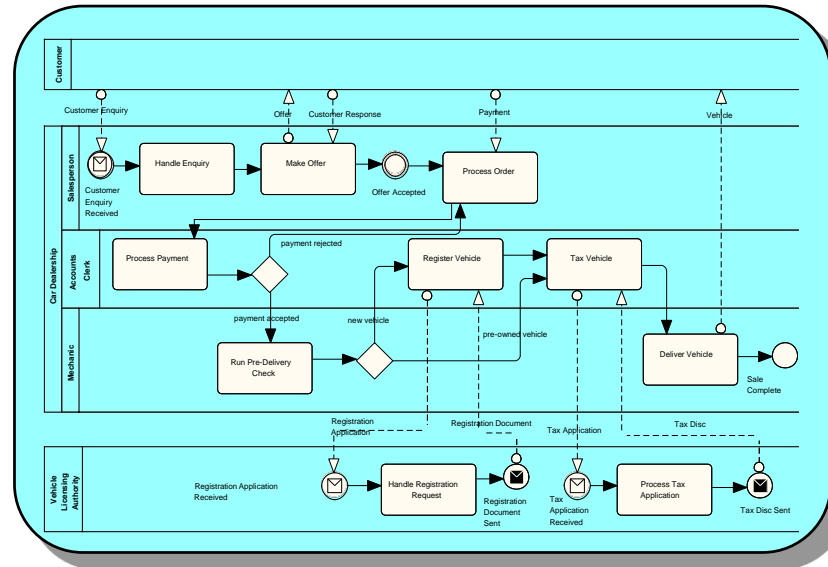 Customer
Customer Enquiry
Offer
Customer Response
Payment
Vehicle
Car Dealership
Salesperson
Handle Enquiry
Make Offer
Process Order
Offer Accepted
Customer
Enquiry
Received
Accounts
Clerk
payment rejected
Process Payment
Register Vehicle
Tax Vehicle
payment accepted
new vehicle
pre-owned vehicle
Mechanic
Run Pre-Delivery
Check
Deliver Vehicle
Sale
Complete
Registration
Application
Registration Document
Tax Application
Tax Disc
Vehicle
Licensing
Authority
Registration Application
Received
Handle Registration
Request
Registration
Document
Sent
Tax
Application
Received
Process Tax
Application
Tax Disc Sent